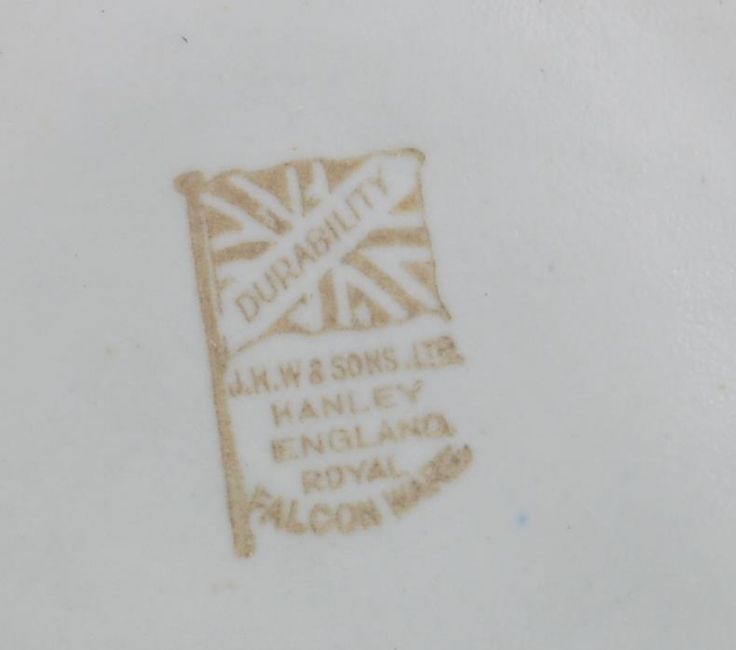 DURABILITY
J.H.W & SONS. LTD.
HANLEY
ENGLAND.
ROYAL
FALCON WARE